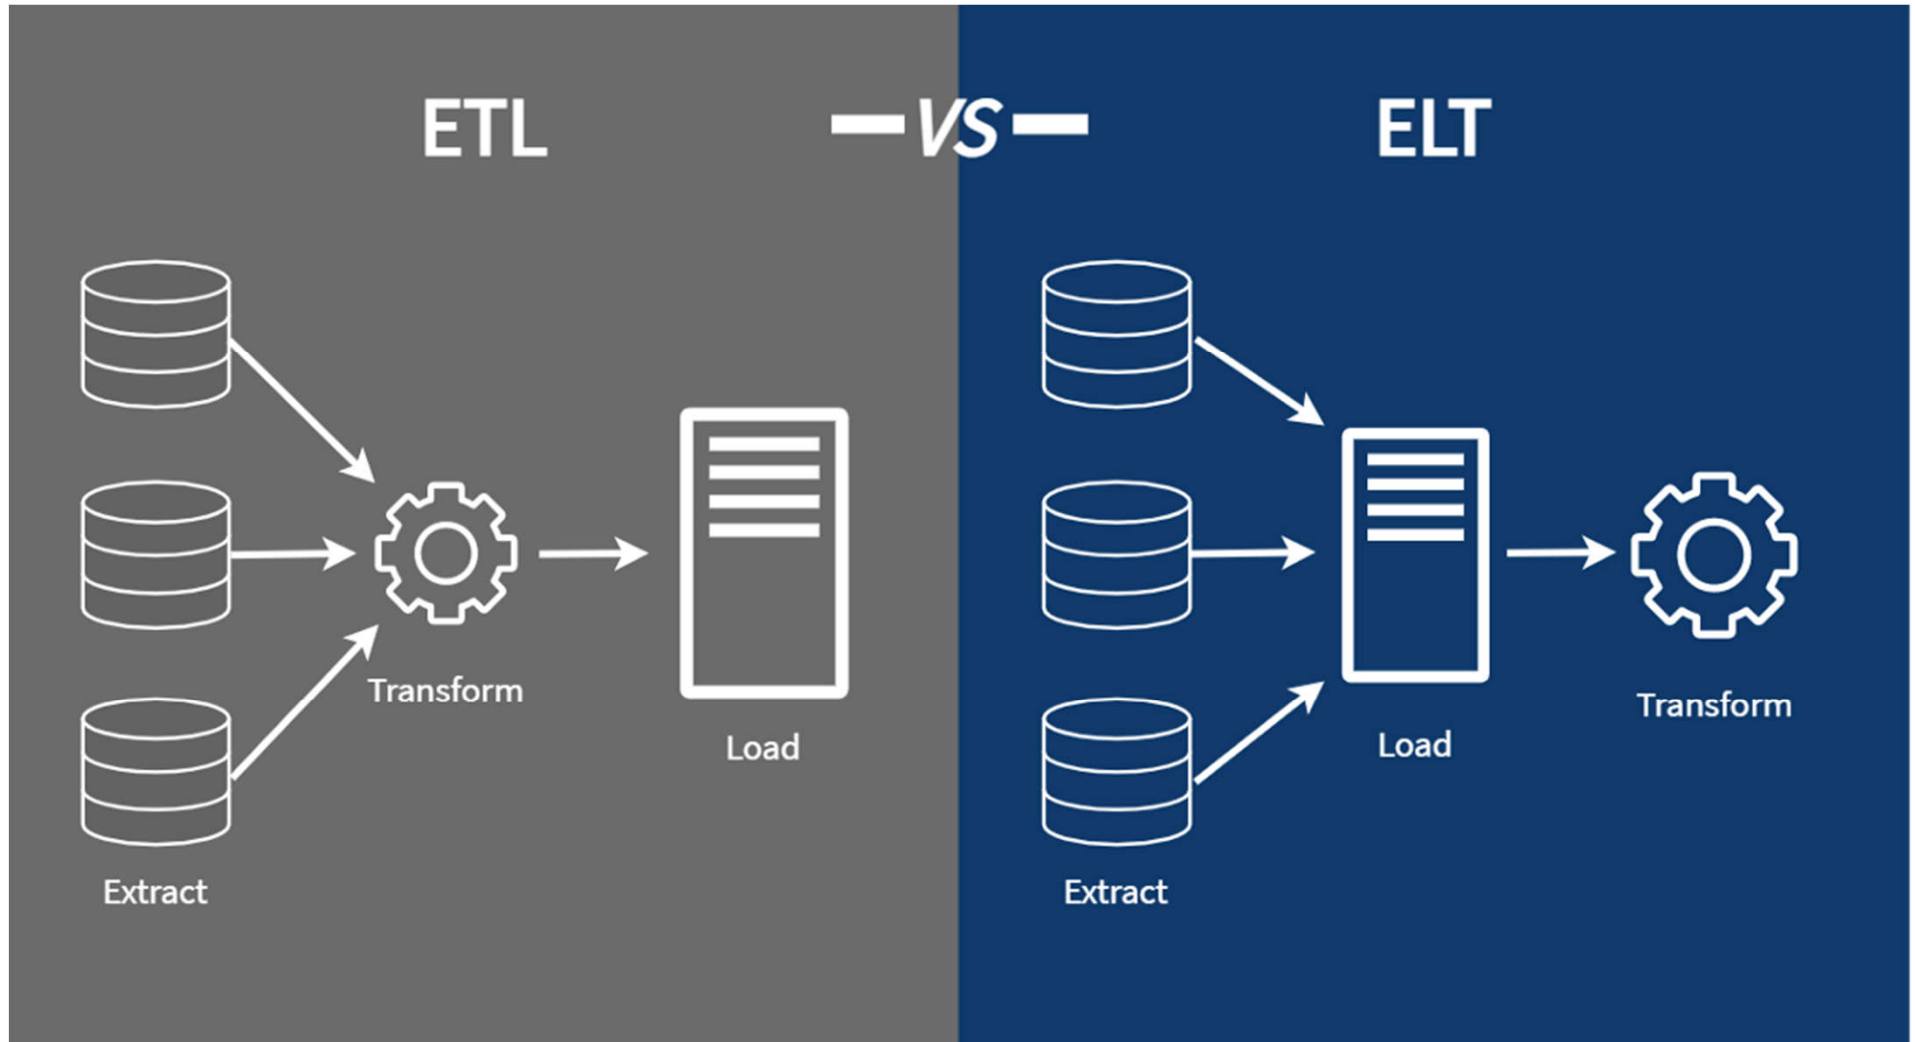 ETL
VS
ELT
Transform
Load
Extract
Load
Transform
Extract